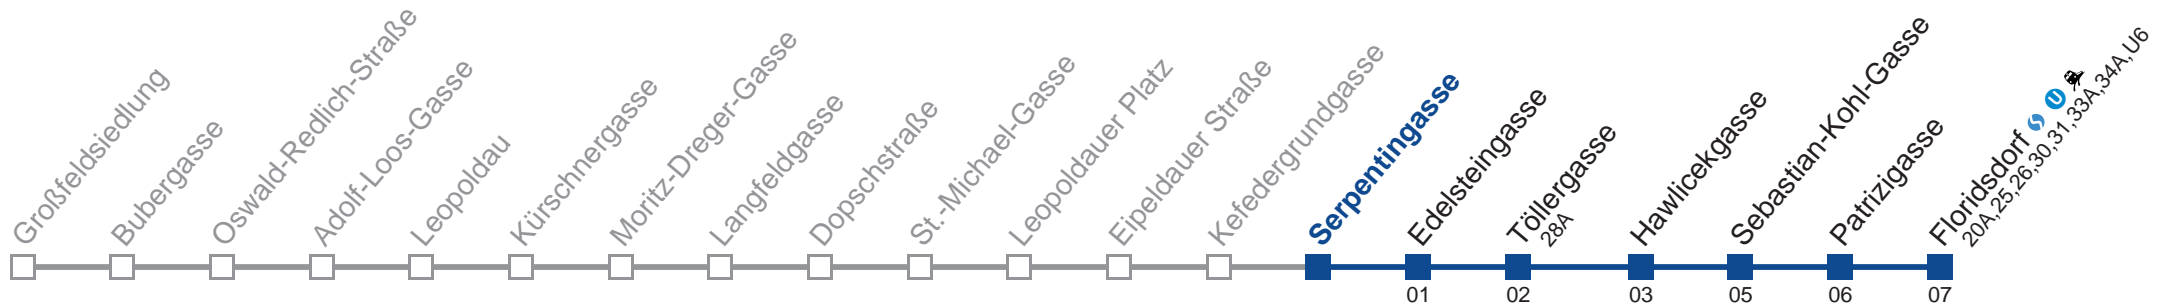 Großfeldsiedlung
Bubergasse
Oswald-Redlich-Straße
Adolf-Loos-Gasse
Leopoldau
Kürschnergasse
Moritz-Dreger-Gasse
Langfeldgasse
Dopschstraße
St.-Michael-Gasse
Leopoldauer Platz
Eipeldauer Straße
Kefedergrundgasse
Serpentingasse
Edelsteingasse
Töllergasse
28A
Hawlicekgasse
Sebastian-Kohl-Gasse
Patrizigasse
Floridsdorf S U
20A,25,26,30,31,33A,34A,U6
01 02 03 05 06 07